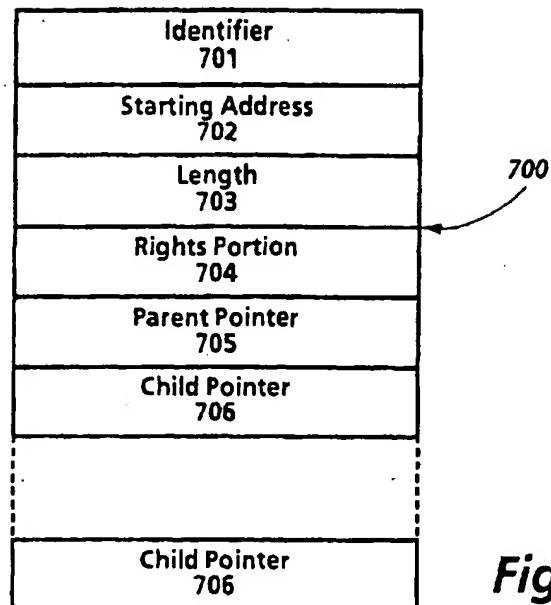 Identifier
701
Starting Address
702
Length
703
700
Rights Portion
704
Parent Pointer
705
Child Pointer
706
Child Pointer
706
Fig